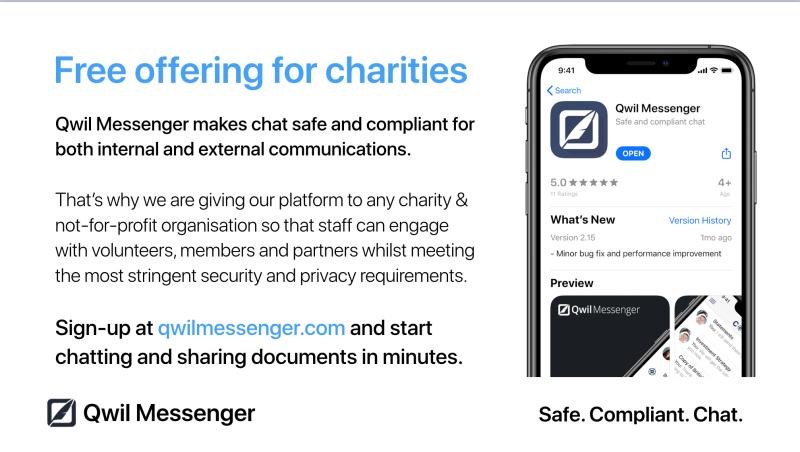 Free offering for charities
Qwil Messenger makes chat safe and compliant for
both internal and external communications.
That's why we are giving our platform to any charity &
not-for-profit organisation so that staff can engage
with volunteers, members and partners whilst meeting
the most stringent security and privacy requirements.
Sign-up at qwilmessenger.com and start
chatting and sharing documents in minutes.
Qwil Messenger
9:41
Search
Qwil Messenger
Safe and compliant chat
OPEN
5.0 ★★★★★ 4+
11 Ratings Age
What's New Version History
Version 2.15 1mo ago
- Minor bug fix and performance improvement
Preview
Qwil Messenger
Statements
Investment Strategy
Safe. Compliant. Chat.